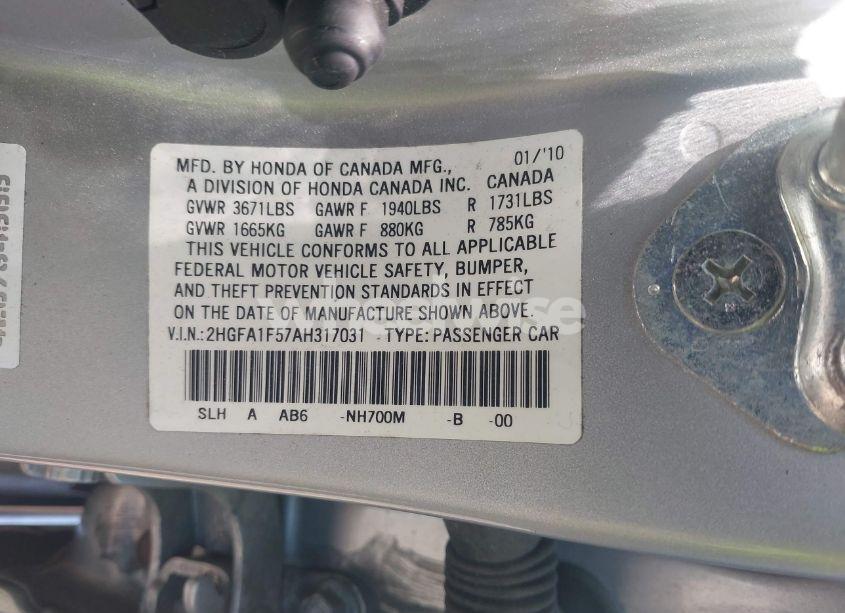 MFD. BY HONDA OF CANADA MFG., 01/'10
A DIVISION OF HONDA CANADA INC. CANADA
GVWR 3671LBS GAWR F 1940LBS R 1731LBS
GVWR 1665KG GAWR F 880KG R 785KG
THIS VEHICLE CONFORMS TO ALL APPLICABLE
FEDERAL MOTOR VEHICLE SAFETY, BUMPER,
AND THEFT PREVENTION STANDARDS IN EFFECT
ON THE DATE OF MANUFACTURE SHOWN ABOVE.
V.I.N.:2HGFA1F57AH317031 - TYPE: PASSENGER CAR
SLH A AB6 -NH700M -B -00